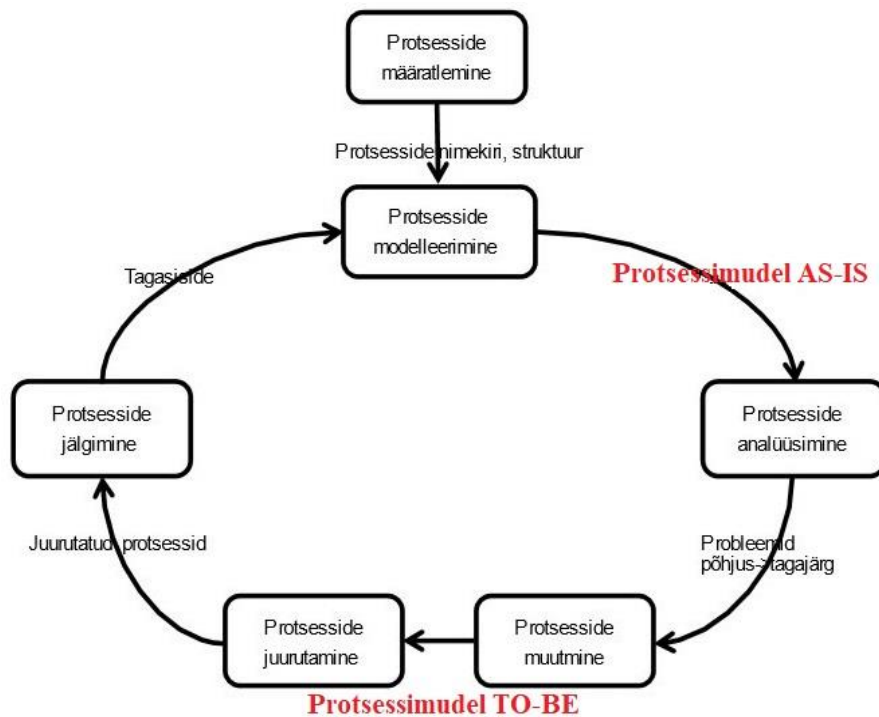 Protsesside
määratlemine
Protsesside nimekiri, struktuur
Protsesside
modelleerimine
Tagasiside
Protsessimudel AS-IS
Protsesside
jälgimine
Protsesside
analüüsimine
Juurutatud protsessid
Probleemid
põhjus->tagajärg
Protsesside
juurutamine
Protsesside
muutmine
Protsessimudel TO-BE